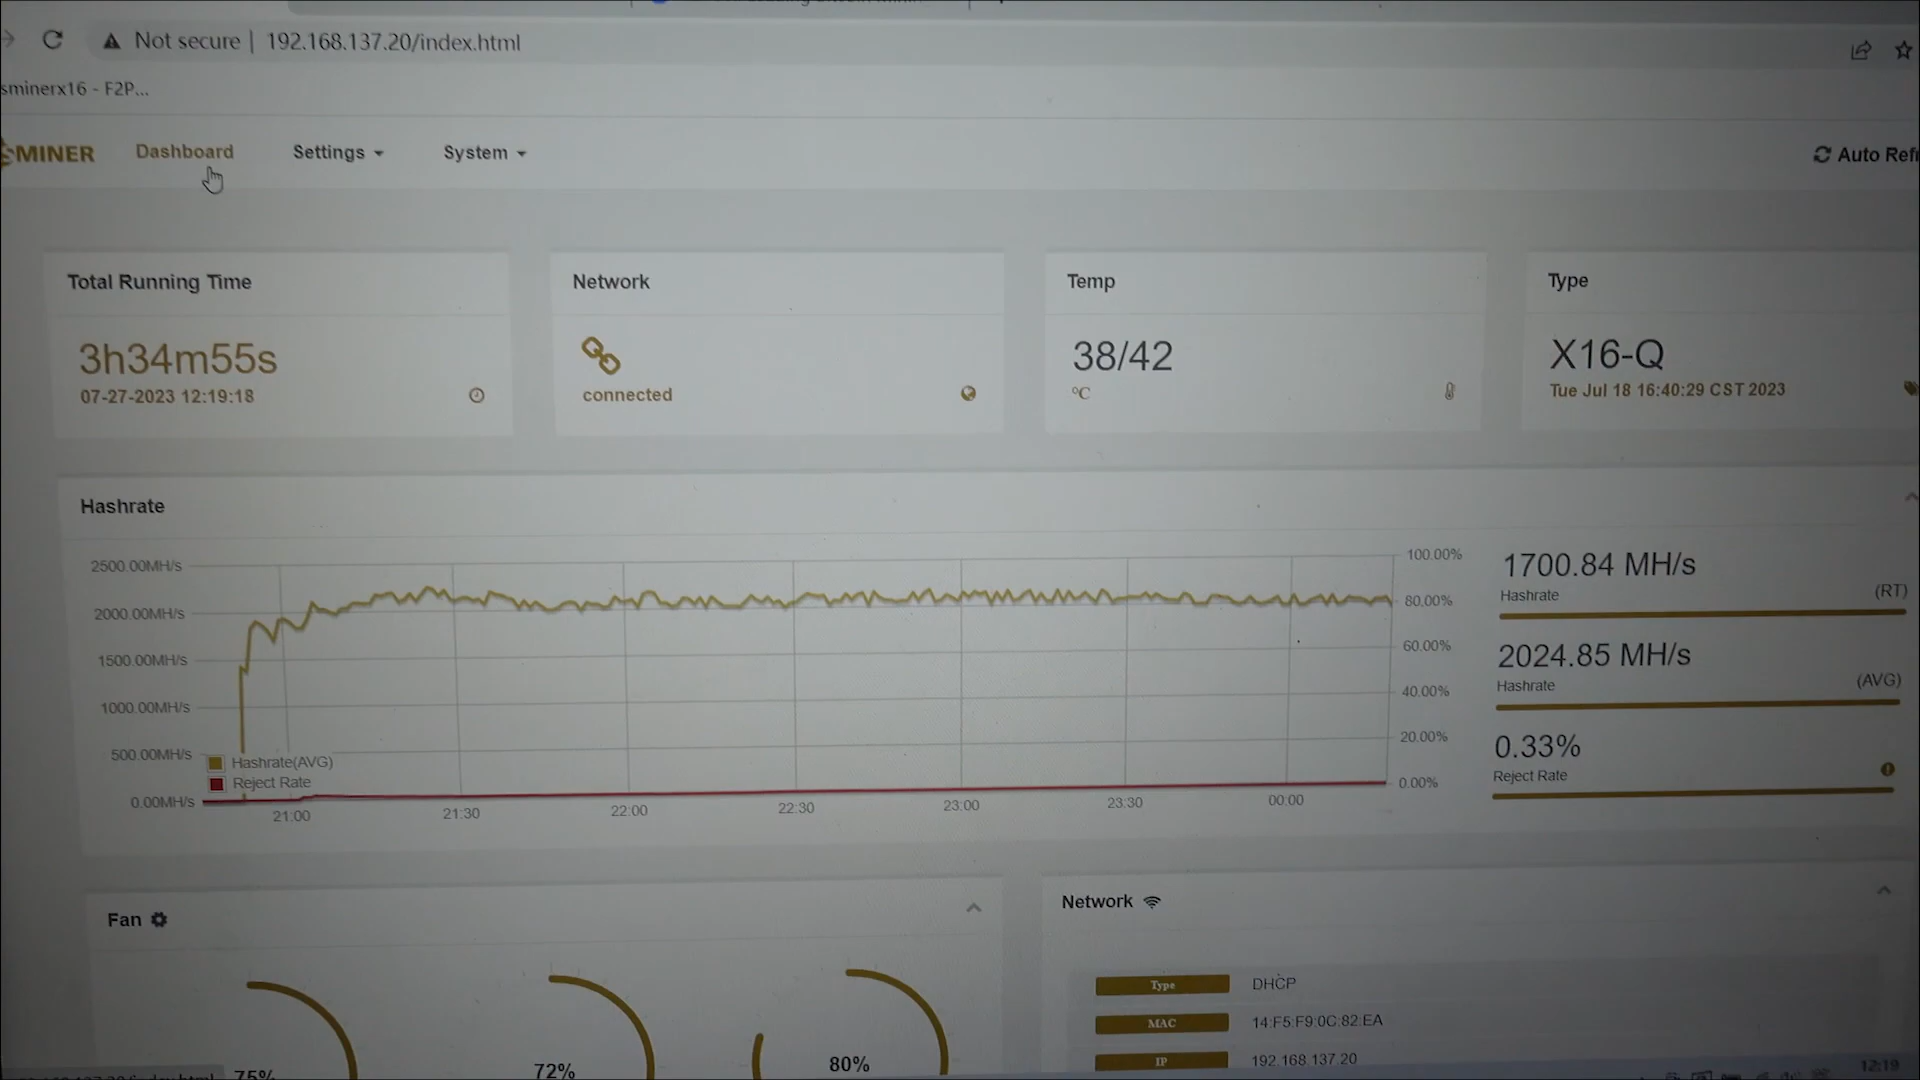 Not secure | 192.168.137.20/index.html
sminerx16 - F2P...
MINER Dashboard Settings System Auto Refr
Total Running Time
3h34m55s
07-27-2023 12:19:18
Network
connected
Temp
38/42
°C
Type
X16-Q
Tue Jul 18 16:40:29 CST 2023
Hashrate
2500.00MH/s
2000.00MH/s
1500.00MH/s
1000.00MH/s
500.00MH/s
0.00MH/s
Hashrate(AVG)
Reject Rate
21:00 21:30 22:00 22:30 23:00 23:30 00:00
100.00%
80.00%
60.00%
40.00%
20.00%
0.00%
1700.84 MH/s
Hashrate (RT)
2024.85 MH/s
Hashrate (AVG)
0.33%
Reject Rate
Fan
75% 72% 80%
Network
Type DHCP
MAC 14:F5:F9:0C:82:EA
IP 192.168.137.20
12:19